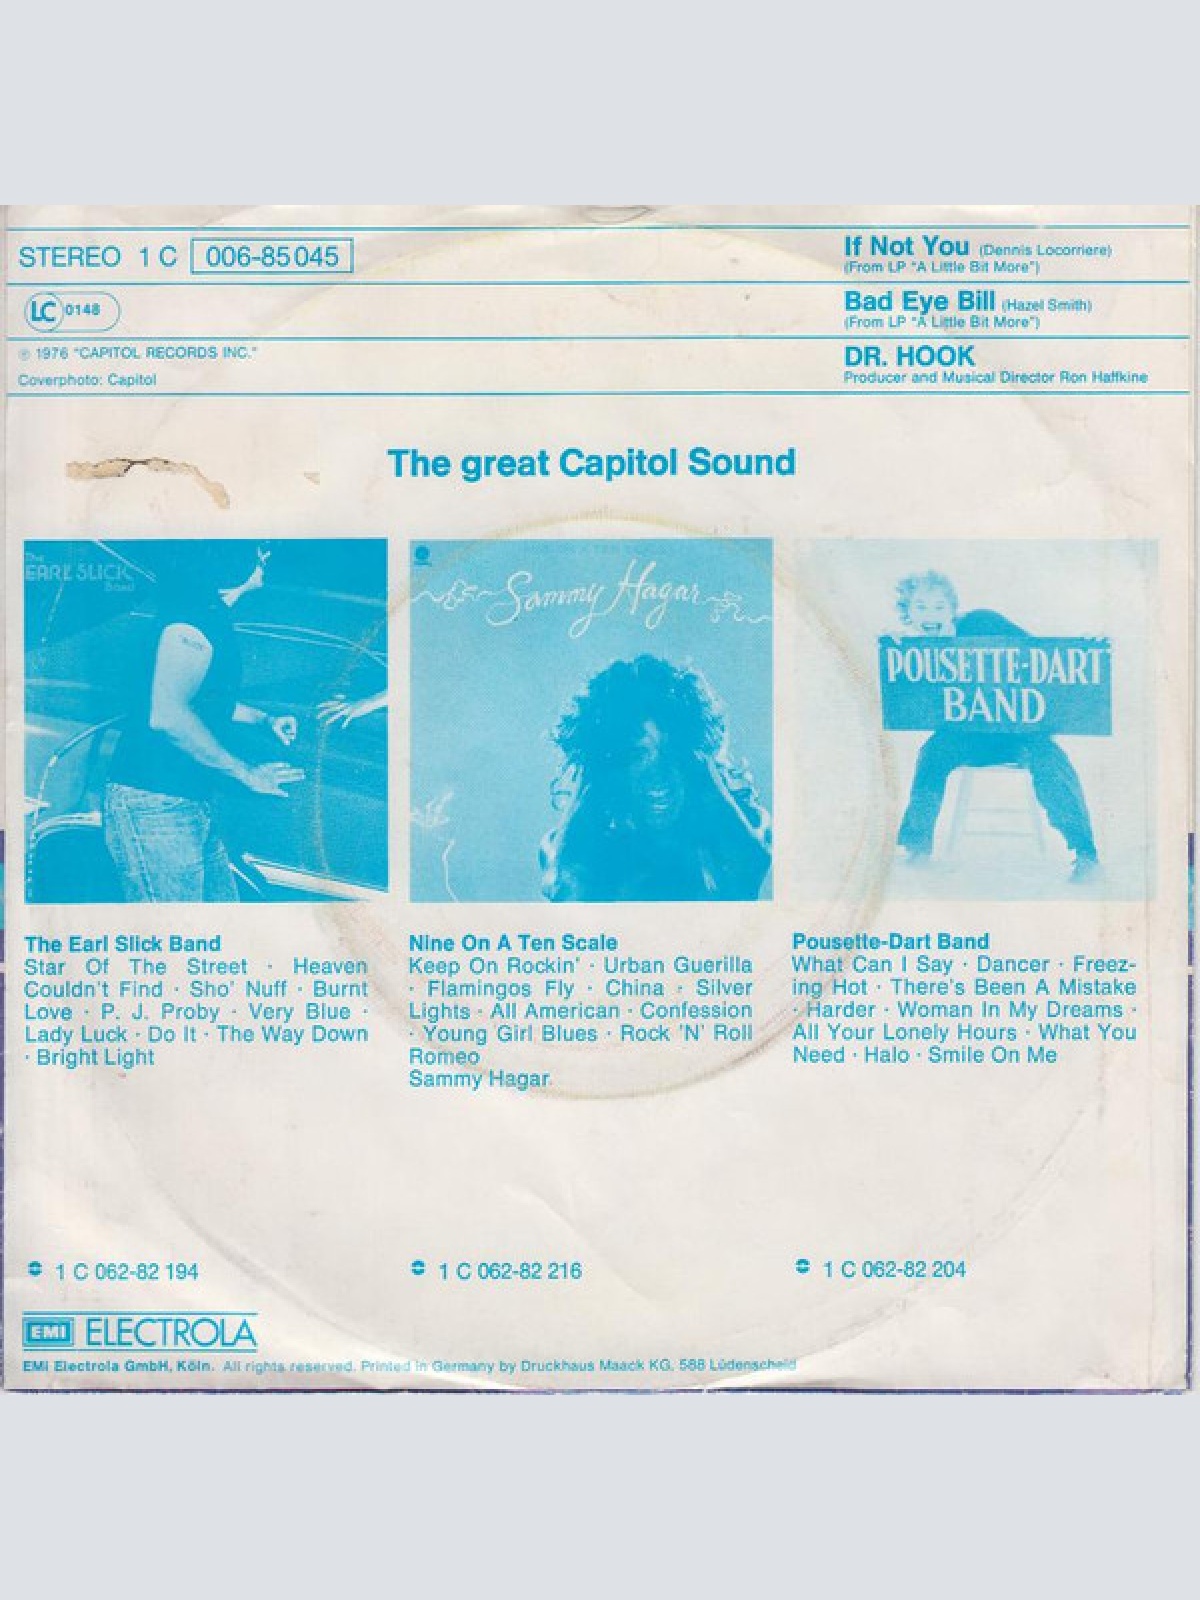 STEREO 1 C 006-85 045
If Not You (Dennis Locorriere)
(From LP "A Little Bit More")
LC 0148
Bad Eye Bill (Hazel Smith)
(From LP "A Little Bit More")
℗ 1976 "CAPITOL RECORDS INC."
Coverphoto: Capitol
DR. HOOK
Producer and Musical Director Ron Haffkine
The great Capitol Sound
The
EARL SLICK
Band
Sammy Hagar
POUSETTE-DART
BAND
The Earl Slick Band
Star Of The Street · Heaven
Couldn't Find · Sho' Nuff · Burnt
Love · P. J. Proby · Very Blue ·
Lady Luck · Do It · The Way Down
· Bright Light
Nine On A Ten Scale
Keep On Rockin' · Urban Guerilla
· Flamingos Fly · China · Silver
Lights · All American · Confession
· Young Girl Blues · Rock 'N' Roll
Romeo
Sammy Hagar
Pousette-Dart Band
What Can I Say · Dancer · Freez-
ing Hot · There's Been A Mistake
· Harder · Woman In My Dreams ·
All Your Lonely Hours · What You
Need · Halo · Smile On Me
1 C 062-82 194
1 C 062-82 216
1 C 062-82 204
EMI ELECTROLA
EMI Electrola GmbH, Köln. All rights reserved. Printed in Germany by Druckhaus Maack KG, 588 Lüdenscheid